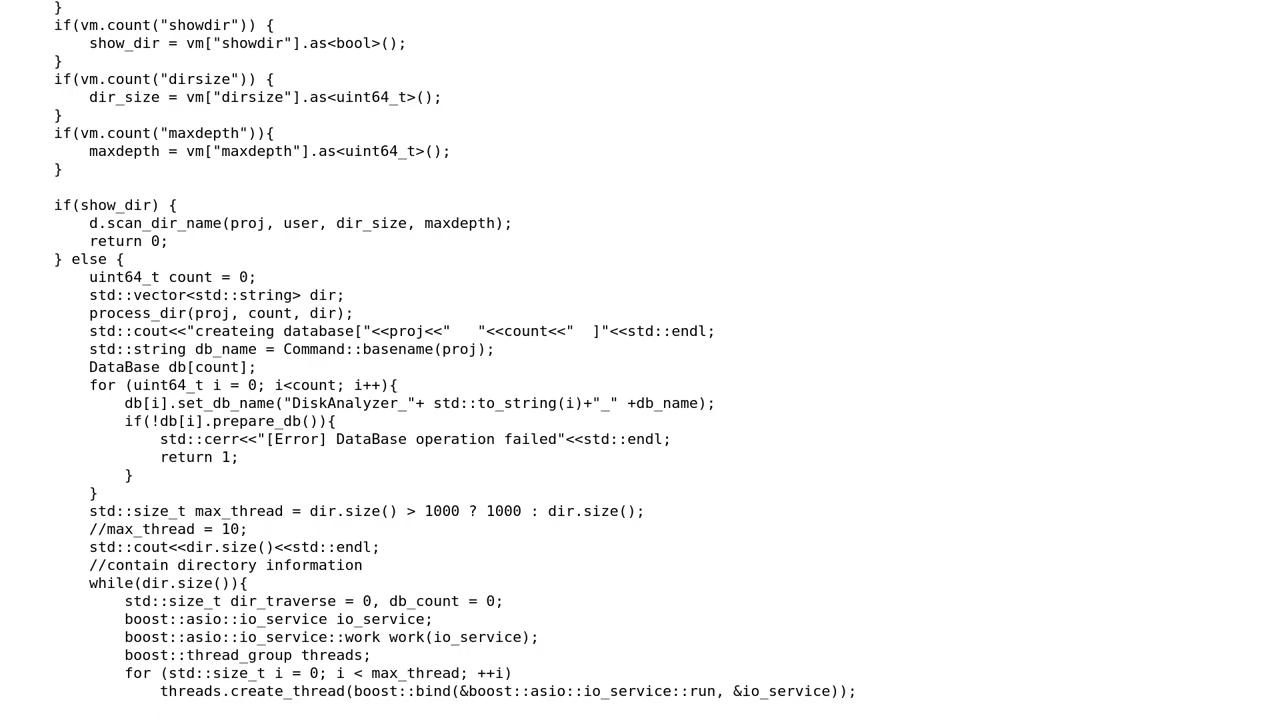 }
if(vm.count("showdir")) {
show_dir = vm["showdir"].as<bool>();
}
if(vm.count("dirsize")) {
dir_size = vm["dirsize"].as<uint64_t>();
}
if(vm.count("maxdepth")){
maxdepth = vm["maxdepth"].as<uint64_t>();
}
if(show_dir) {
d.scan_dir_name(proj, user, dir_size, maxdepth);
return 0;
} else {
uint64_t count = 0;
std::vector<std::string> dir;
process_dir(proj, count, dir);
std::cout<<"createing database["<<proj<<"   "<<count<<"  ]"<<std::endl;
std::string db_name = Command::basename(proj);
DataBase db[count];
for (uint64_t i = 0; i<count; i++){
db[i].set_db_name("DiskAnalyzer_"+ std::to_string(i)+"_" +db_name);
if(!db[i].prepare_db()){
std::cerr<<"[Error] DataBase operation failed"<<std::endl;
return 1;
}
}
std::size_t max_thread = dir.size() > 1000 ? 1000 : dir.size();
//max_thread = 10;
std::cout<<dir.size()<<std::endl;
//contain directory information
while(dir.size()){
std::size_t dir_traverse = 0, db_count = 0;
boost::asio::io_service io_service;
boost::asio::io_service::work work(io_service);
boost::thread_group threads;
for (std::size_t i = 0; i < max_thread; ++i)
threads.create_thread(boost::bind(&boost::asio::io_service::run, &io_service));